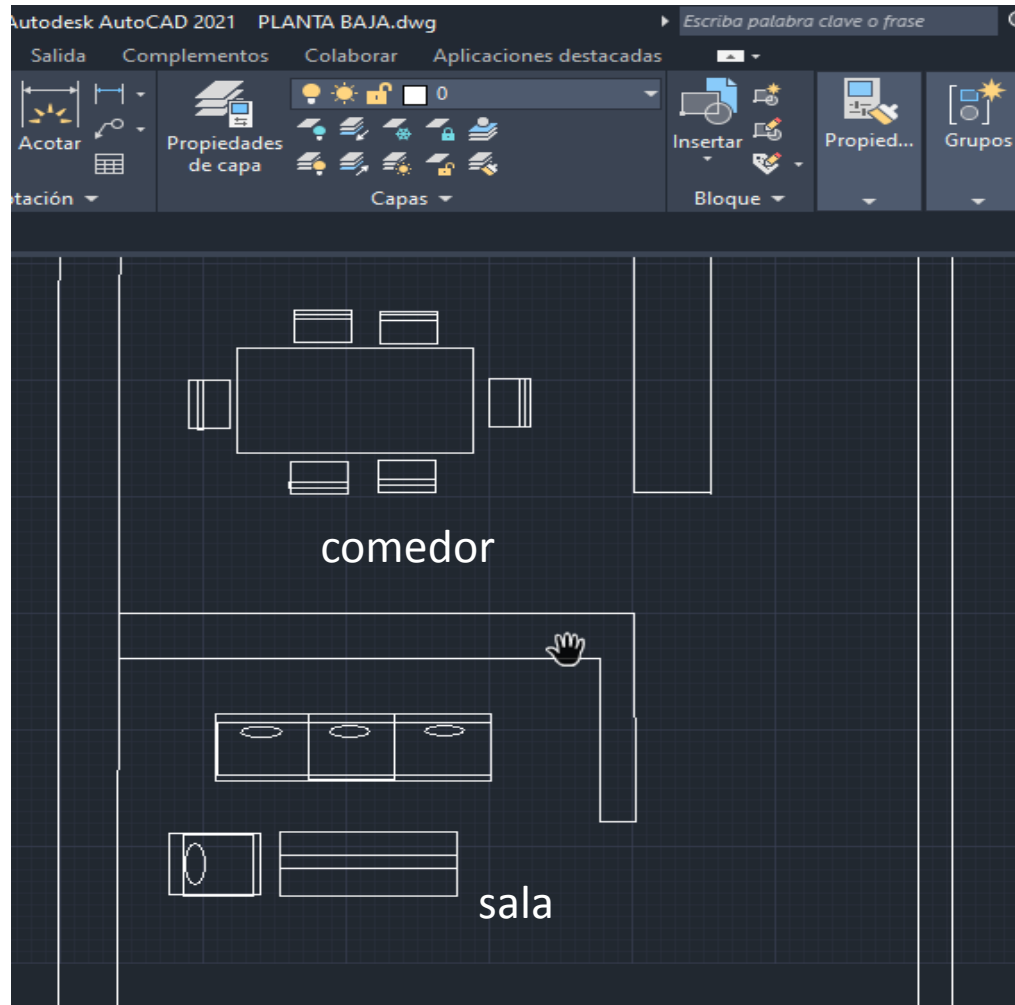 Autodesk AutoCAD 2021 PLANTA BAJA.dwg Escriba palabra clave o frase
Salida Complementos Colaborar Aplicaciones destacadas
0
Acotar Propiedades de capa Insertar Propied... Grupos
tación Capas Bloque
comedor
sala